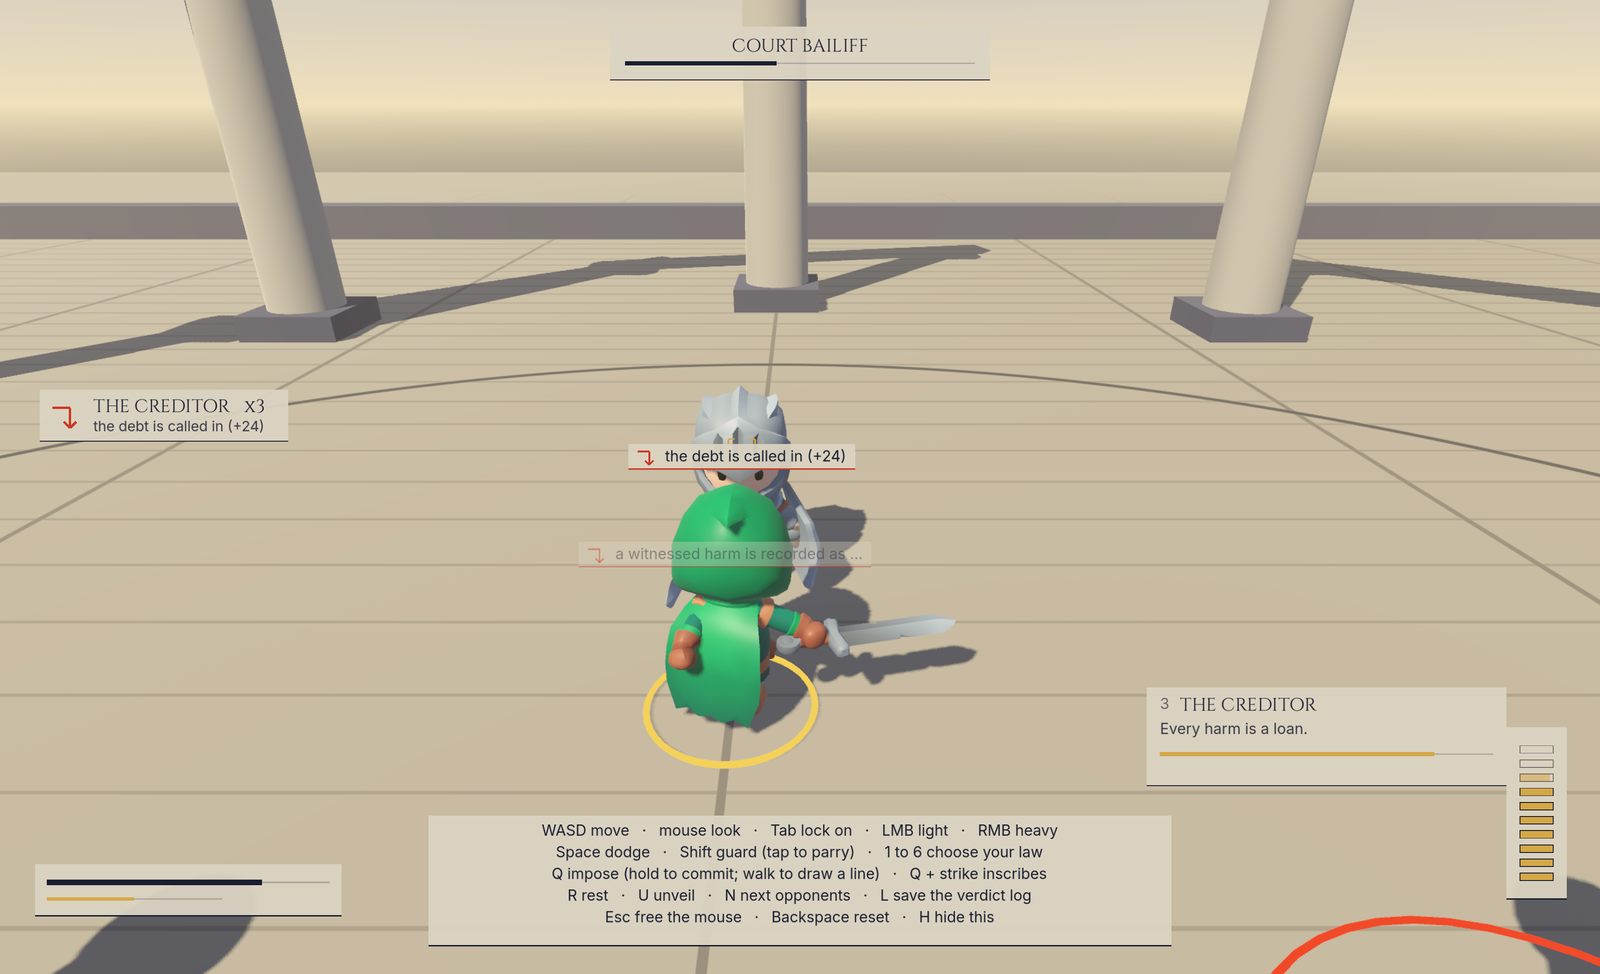 COURT BAILIFF
THE CREDITOR x3
the debt is called in (+24)
the debt is called in (+24)
a witnessed harm is recorded as ...
3 THE CREDITOR
Every harm is a loan.
WASD move · mouse look · Tab lock on · LMB light · RMB heavy
Space dodge · Shift guard (tap to parry) · 1 to 6 choose your law
Q impose (hold to commit; walk to draw a line) · Q + strike inscribes
R rest · U unveil · N next opponents · L save the verdict log
Esc free the mouse · Backspace reset · H hide this